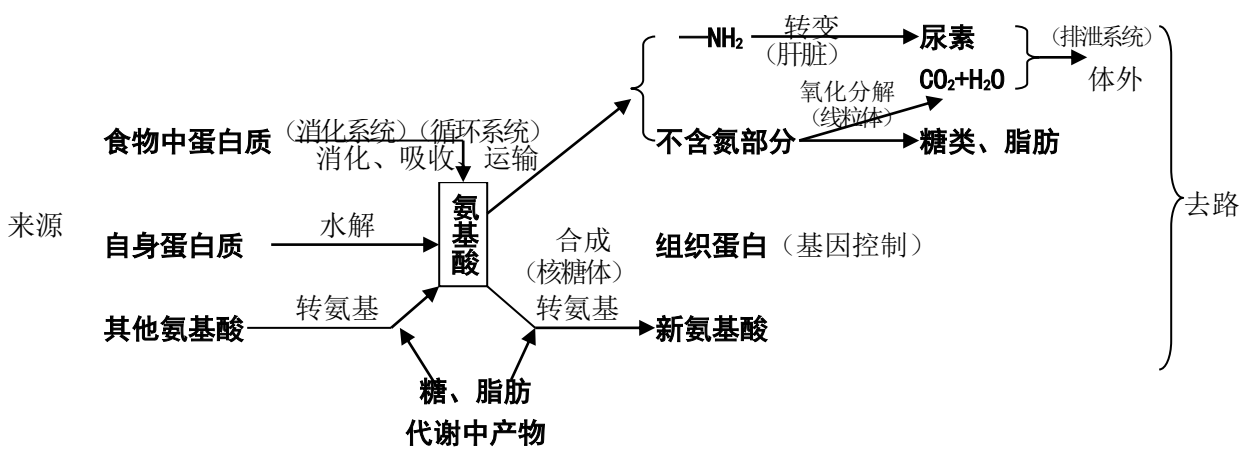 —NH₂ 转变 尿素 (排泄系统)
(肝脏) CO₂+H₂O 体外
氧化分解
(线粒体)
食物中蛋白质 (消化系统)(循环系统) 不含氮部分 糖类、脂肪
消化、吸收、运输
来源 氨基酸 去路
自身蛋白质 水解 合成 组织蛋白(基因控制)
(核糖体)
其他氨基酸 转氨基 转氨基 新氨基酸
糖、脂肪
代谢中产物